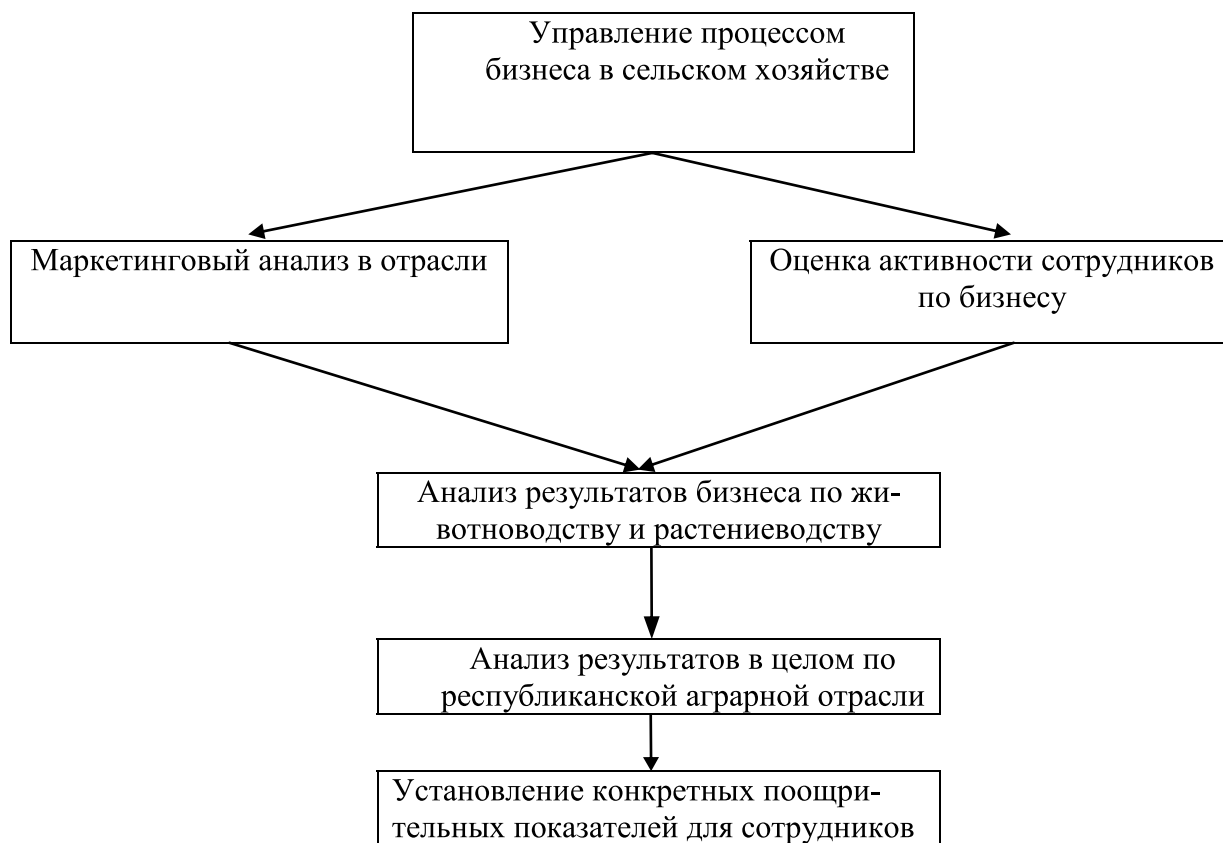 Управление процессом
бизнеса в сельском хозяйстве
Маркетинговый анализ в отрасли
Оценка активности сотрудников
по бизнесу
Анализ результатов бизнеса по жи-
вотноводству и растениеводству
Анализ результатов в целом по
республиканской аграрной отрасли
Установление конкретных поощри-
тельных показателей для сотрудников